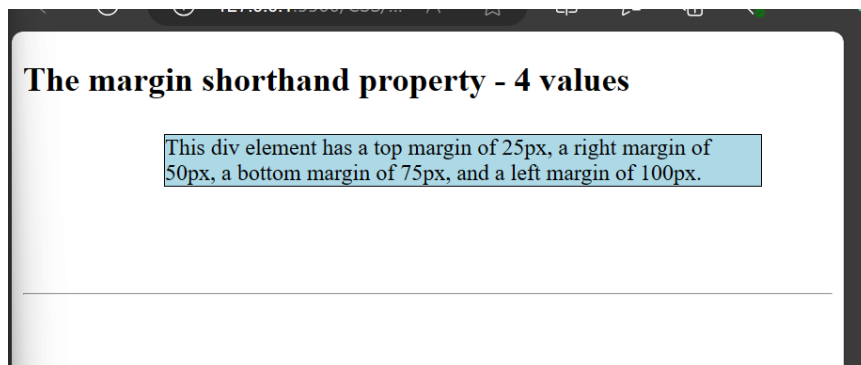 The margin shorthand property - 4 values
This div element has a top margin of 25px, a right margin of
50px, a bottom margin of 75px, and a left margin of 100px.